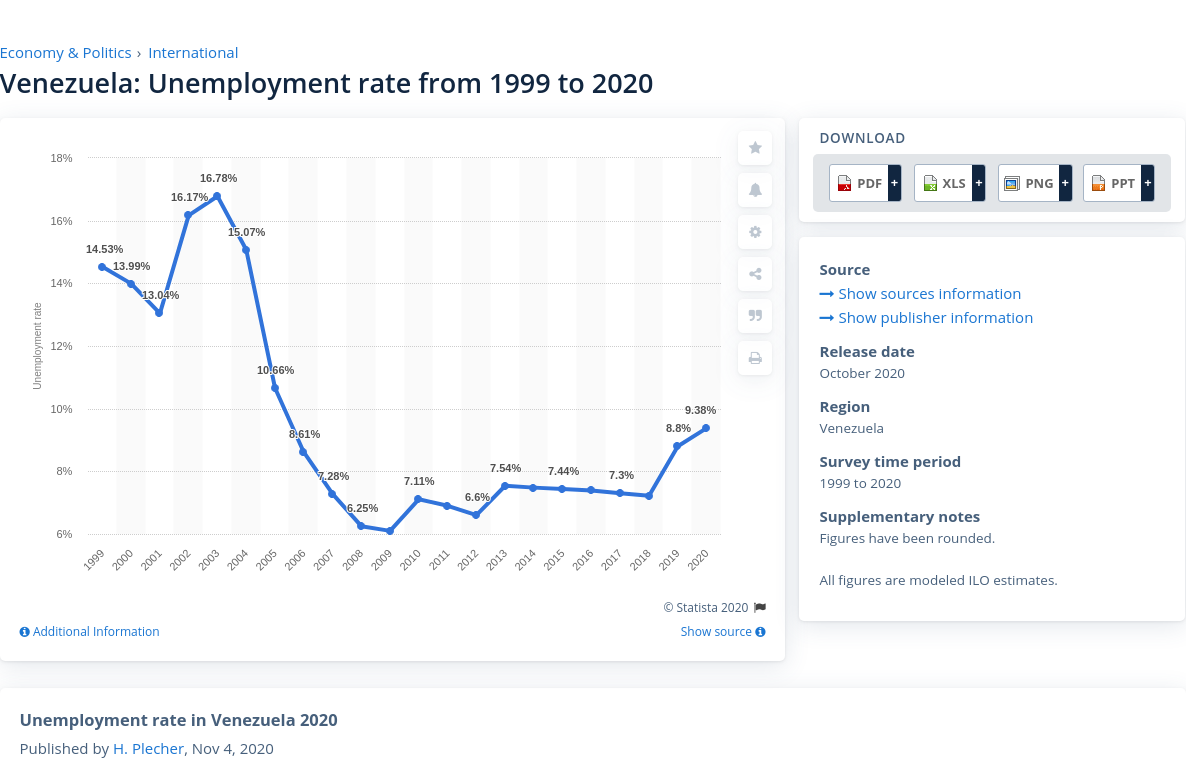 Economy & Politics › International
Venezuela: Unemployment rate from 1999 to 2020
18%
16%
14%
12%
10%
8%
6%
Unemployment rate
14.53%
13.99%
13.04%
16.17%
16.78%
15.07%
10.66%
8.61%
7.28%
6.25%
7.11%
6.6%
7.54%
7.44%
7.3%
8.8%
9.38%
1999
2000
2001
2002
2003
2004
2005
2006
2007
2008
2009
2010
2011
2012
2013
2014
2015
2016
2017
2018
2019
2020
© Statista 2020
Additional Information
Show source
DOWNLOAD
PDF +
XLS +
PNG +
PPT +
Source
Show sources information
Show publisher information
Release date
October 2020
Region
Venezuela
Survey time period
1999 to 2020
Supplementary notes
Figures have been rounded.
All figures are modeled ILO estimates.
Unemployment rate in Venezuela 2020
Published by H. Plecher, Nov 4, 2020